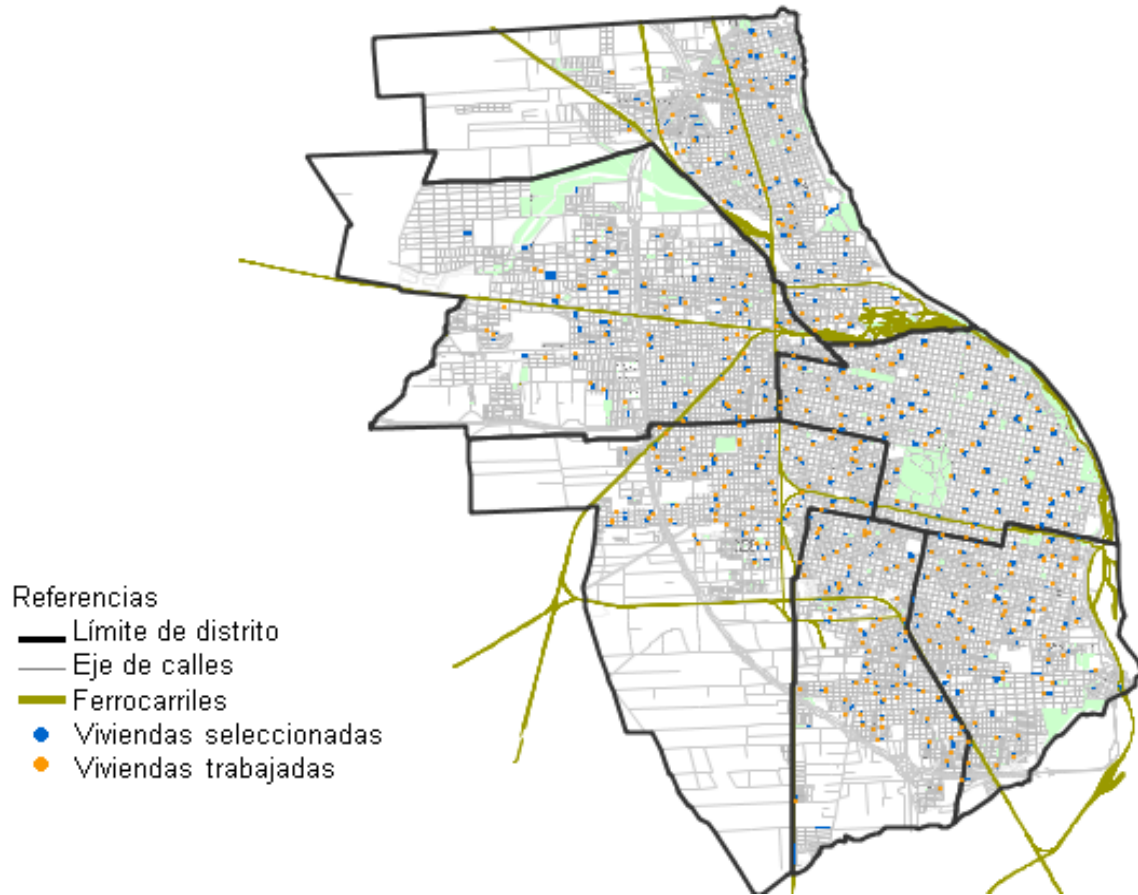 Referencias
Límite de distrito
Eje de calles
Ferrocarriles
Viviendas seleccionadas
Viviendas trabajadas